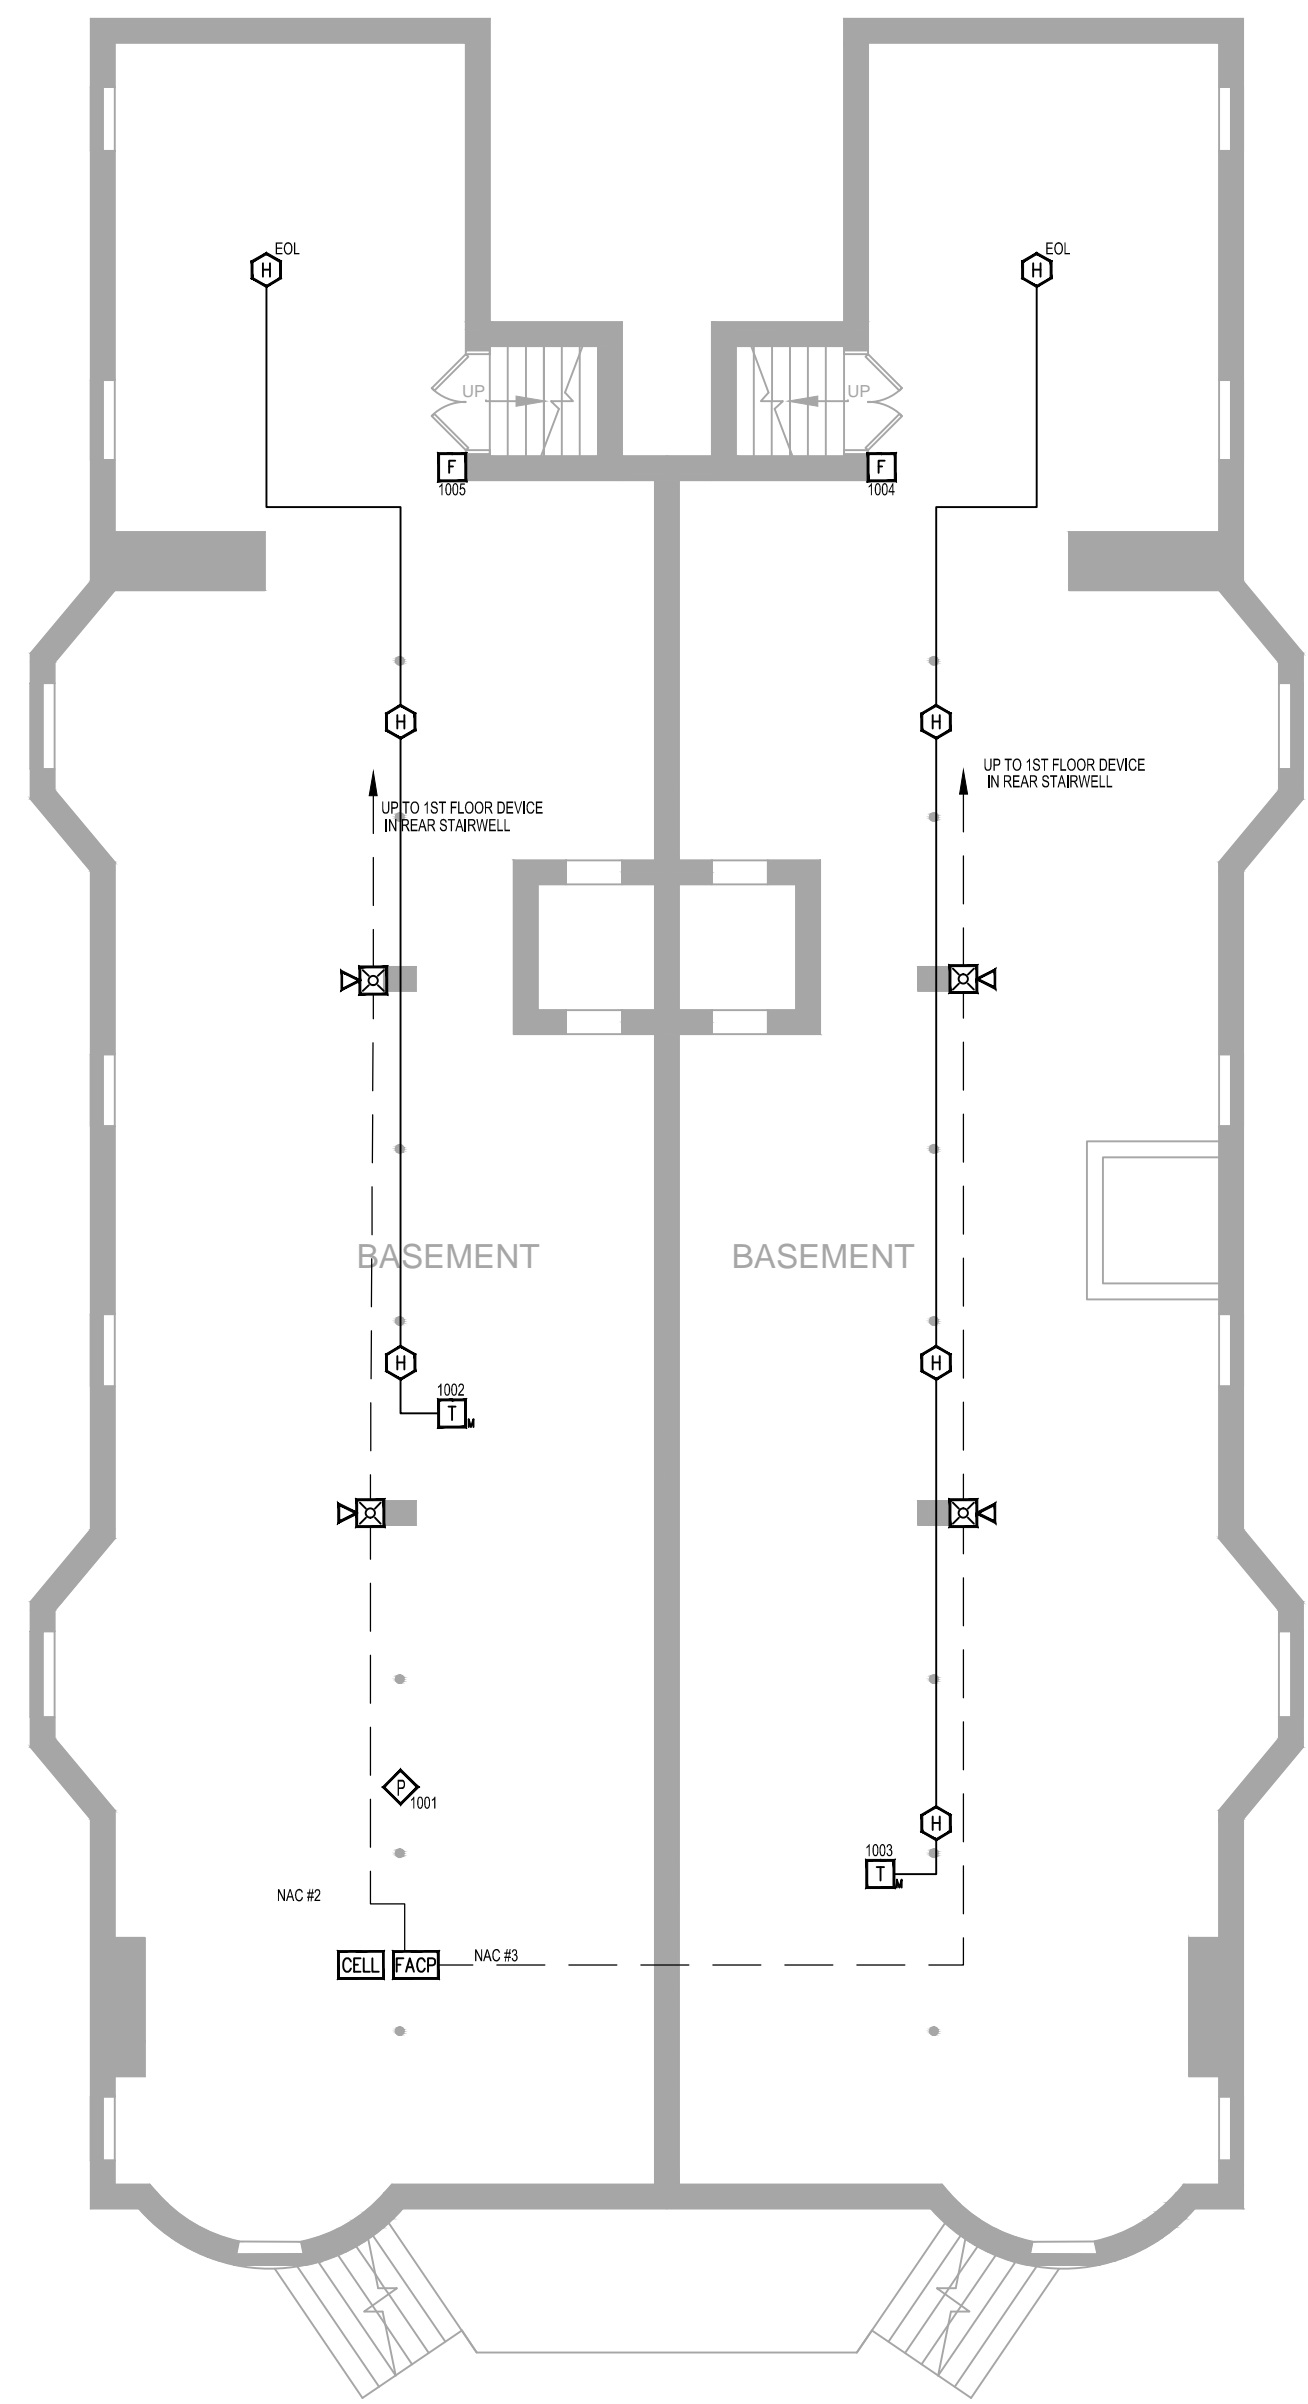 EOL
EOL
H
H
UP
UP
F
F
1005
1004
H
H
UP TO 1ST FLOOR DEVICE
IN REAR STAIRWELL
UP TO 1ST FLOOR DEVICE
IN REAR STAIRWELL
BASEMENT
BASEMENT
H
H
1002
T
M
P
1001
H
1003
T
M
NAC #2
CELL
FACP
NAC #3